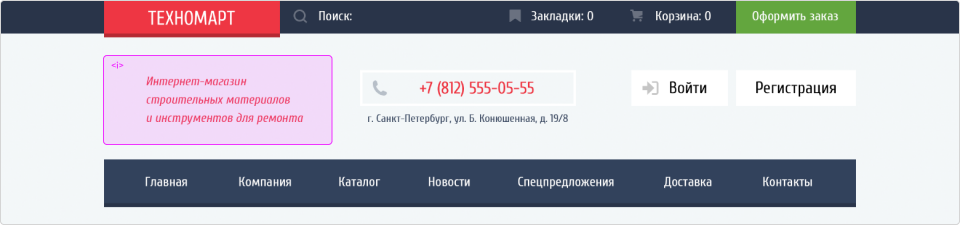 ТЕХНОМАРТ Поиск: Закладки: 0 Корзина: 0 Оформить заказ
<i>
Интернет-магазин
строительных материалов
и инструментов для ремонта
+7 (812) 555-05-55
г. Санкт-Петербург, ул. Б. Конюшенная, д. 19/8
Войти Регистрация
Главная Компания Каталог Новости Спецпредложения Доставка Контакты